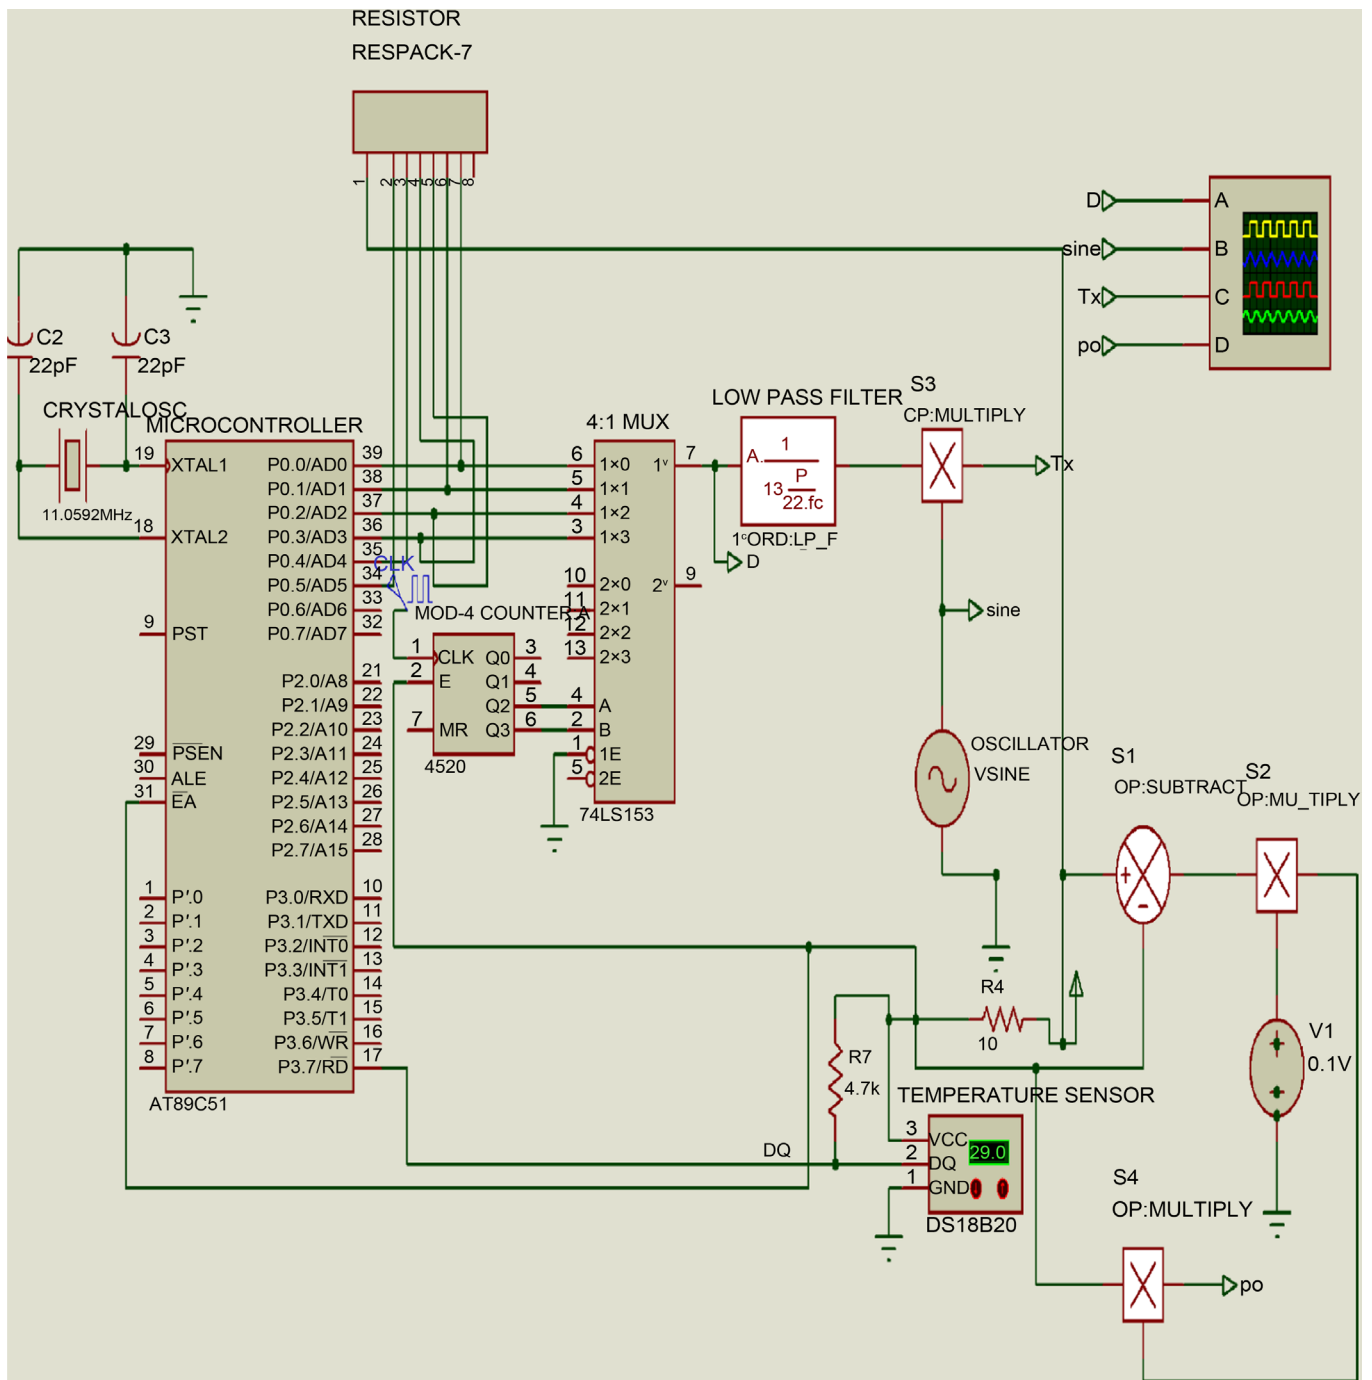 RESISTOR
RESPACK-7
1
2
3
4
5
6
7
8
D
A
sine
B
Tx
C
po
D
C2
22pF
C3
22pF
CRYSTALOSC
11.0592MHz
MICROCONTROLLER
19
XTAL1
18
XTAL2
9
PST
29
PSEN
30
ALE
31
EA
1
P'.0
2
P'.1
3
P'.2
4
P'.3
5
P'.4
6
P'.5
7
P'.6
8
P'.7
P0.0/AD0
39
P0.1/AD1
38
P0.2/AD2
37
P0.3/AD3
36
P0.4/AD4
35
P0.5/AD5
34
P0.6/AD6
33
P0.7/AD7
32
P2.0/A8
21
P2.1/A9
22
P2.2/A10
23
P2.3/A11
24
P2.4/A12
25
P2.5/A13
26
P2.6/A14
27
P2.7/A15
28
P3.0/RXD
10
P3.1/TXD
11
P3.2/INT0
12
P3.3/INT1
13
P3.4/T0
14
P3.5/T1
15
P3.6/WR
16
P3.7/RD
17
AT89C51
CLK
MOD-4 COUNTER A
1
CLK
2
E
7
MR
Q0
3
Q1
4
Q2
5
Q3
6
4520
4:1 MUX
6
1×0
5
1×1
4
1×2
3
1×3
10
2×0
11
2×1
12
2×2
13
2×3
4
A
2
B
1
1E
5
2E
1ʸ
7
2ʸ
9
74LS153
LOW PASS FILTER
A.
1
13
P
22.fc
1ᶜORD:LP_F
D
S3
CP:MULTIPLY
Tx
sine
OSCILLATOR
VSINE
S1
OP:SUBTRACT
+
-
S2
OP:MU_TIPLY
V1
0.1V
+
R4
10
R7
4.7k
TEMPERATURE SENSOR
DQ
3
VCC
2
DQ
1
GND
29.0
DS18B20
S4
OP:MULTIPLY
po